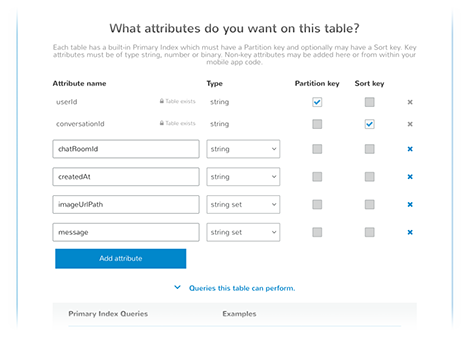 What attributes do you want on this table?
Each table has a built-in Primary Index which must have a Partition key and optionally may have a Sort key. Key
attributes must be of type string, number or binary. Non-key attributes may be added here or from within your
mobile app code.
Attribute name Type Partition key Sort key
userId Table exists string
conversationId Table exists string
chatRoomId string
createdAt string
imageUrlPath string set
message string set
Add attribute
Queries this table can perform.
Primary Index Queries Examples